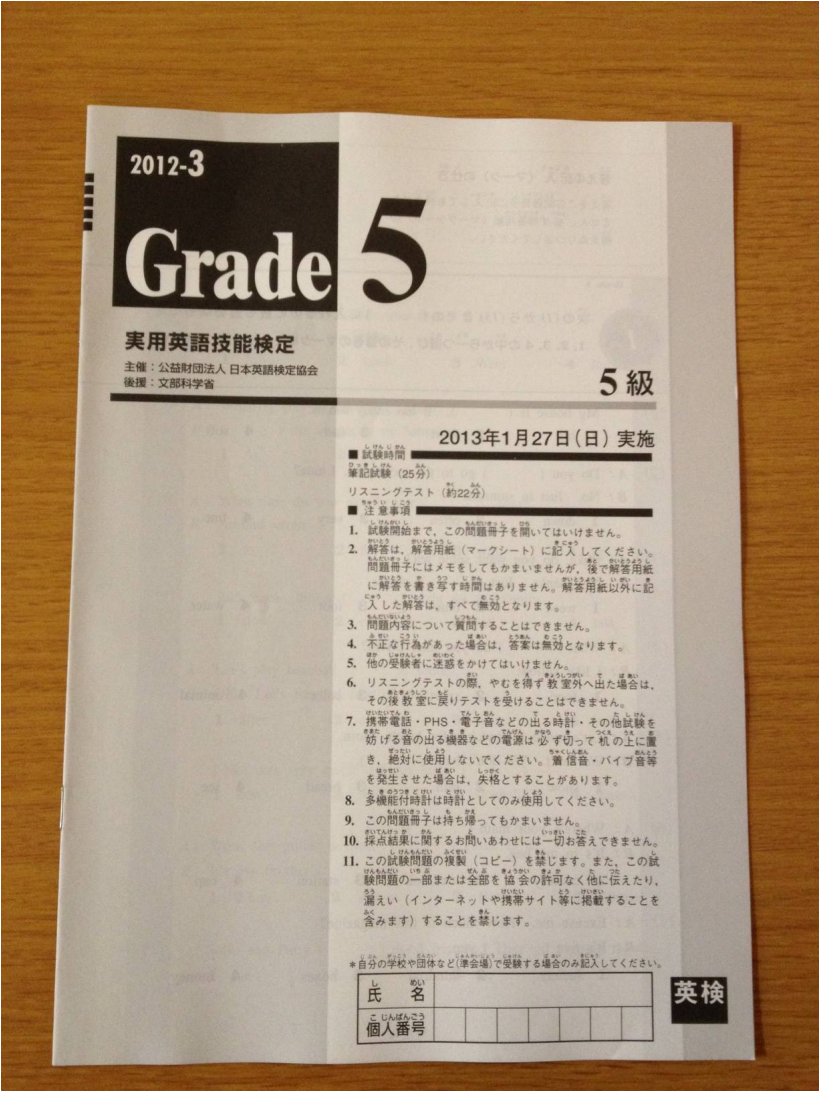 2012-3
Grade 5
実用英語技能検定
主催：公益財団法人 日本英語検定協会
後援：文部科学省
5級
2013年1月27日(日) 実施
■ 試験時間
筆記試験（25分）
リスニングテスト（約22分）
■ 注意事項
1. 試験開始まで、この問題冊子を開いてはいけません。
2. 解答は、解答用紙（マークシート）に記入してください。
問題冊子にはメモをしてもかまいませんが、後で解答用紙
に解答を書き写す時間はありません。解答用紙以外に記
入した解答は、すべて無効となります。
3. 問題内容について質問することはできません。
4. 不正な行為があった場合は、答案は無効となります。
5. 他の受験者に迷惑をかけてはいけません。
6. リスニングテストの際、やむを得ず教室外へ出た場合は、
その後教室に戻りテストを受けることはできません。
7. 携帯電話・PHS・電子音などの出る時計・その他試験を
妨げる音の出る機器などの電源は必ず切って机の上に置
き、絶対に使用しないでください。着信音・バイブ音等
を発生させた場合は、失格とすることがあります。
8. 多機能付時計は時計としてのみ使用してください。
9. この問題冊子は持ち帰ってもかまいません。
10. 採点結果に関するお問いあわせには一切お答えできません。
11. この試験問題の複製（コピー）を禁じます。また、この試
験問題の一部または全部を協会の許可なく他に伝えたり、
漏えい（インターネットや携帯サイト等に掲載することを
含みます）することを禁じます。
＊自分の学校や団体など(準会場)で受験する場合のみ記入してください。
氏名
個人番号
英検